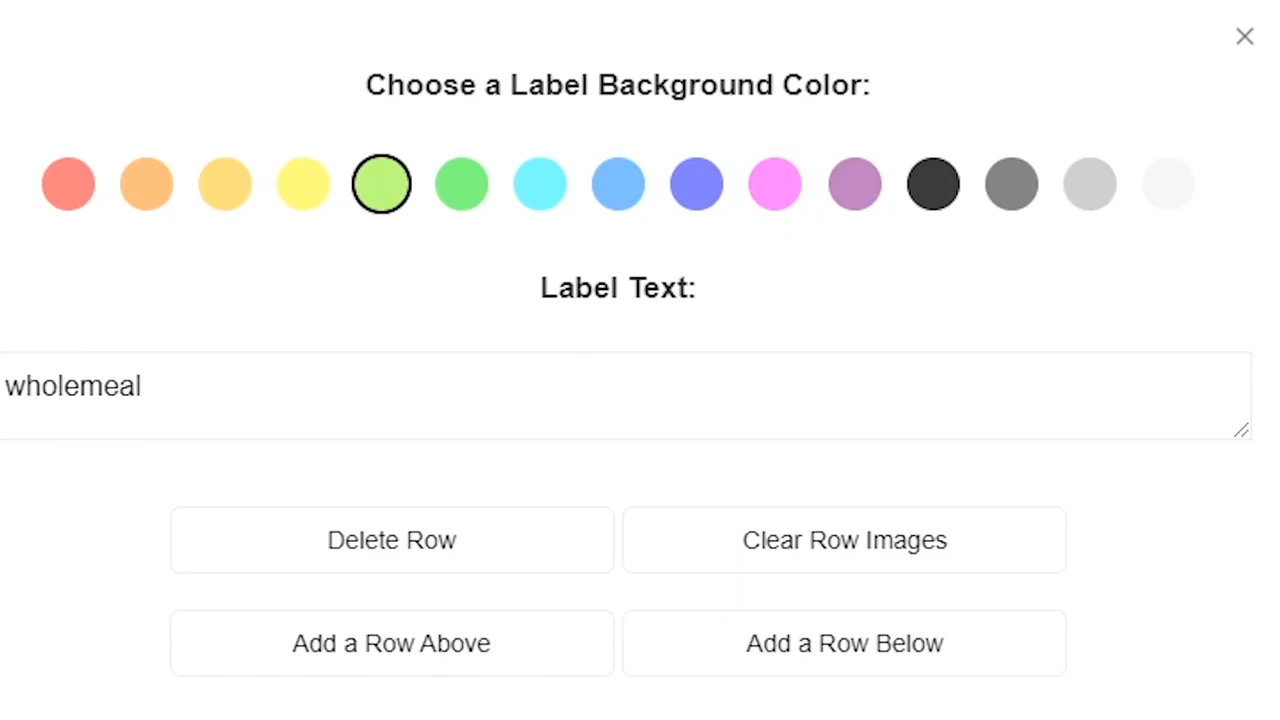 Choose a Label Background Color:
Label Text:
wholemeal
Delete Row
Clear Row Images
Add a Row Above
Add a Row Below